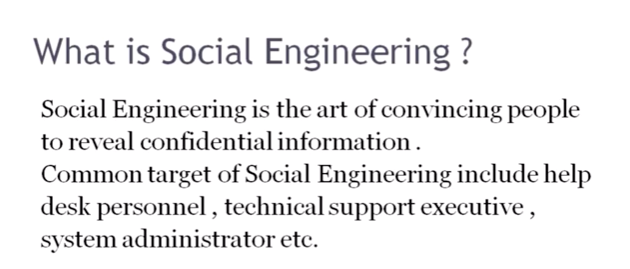 What is Social Engineering ?
Social Engineering is the art of convincing people
to reveal confidential information .
Common target of Social Engineering include help
desk personnel , technical support executive ,
system administrator etc.